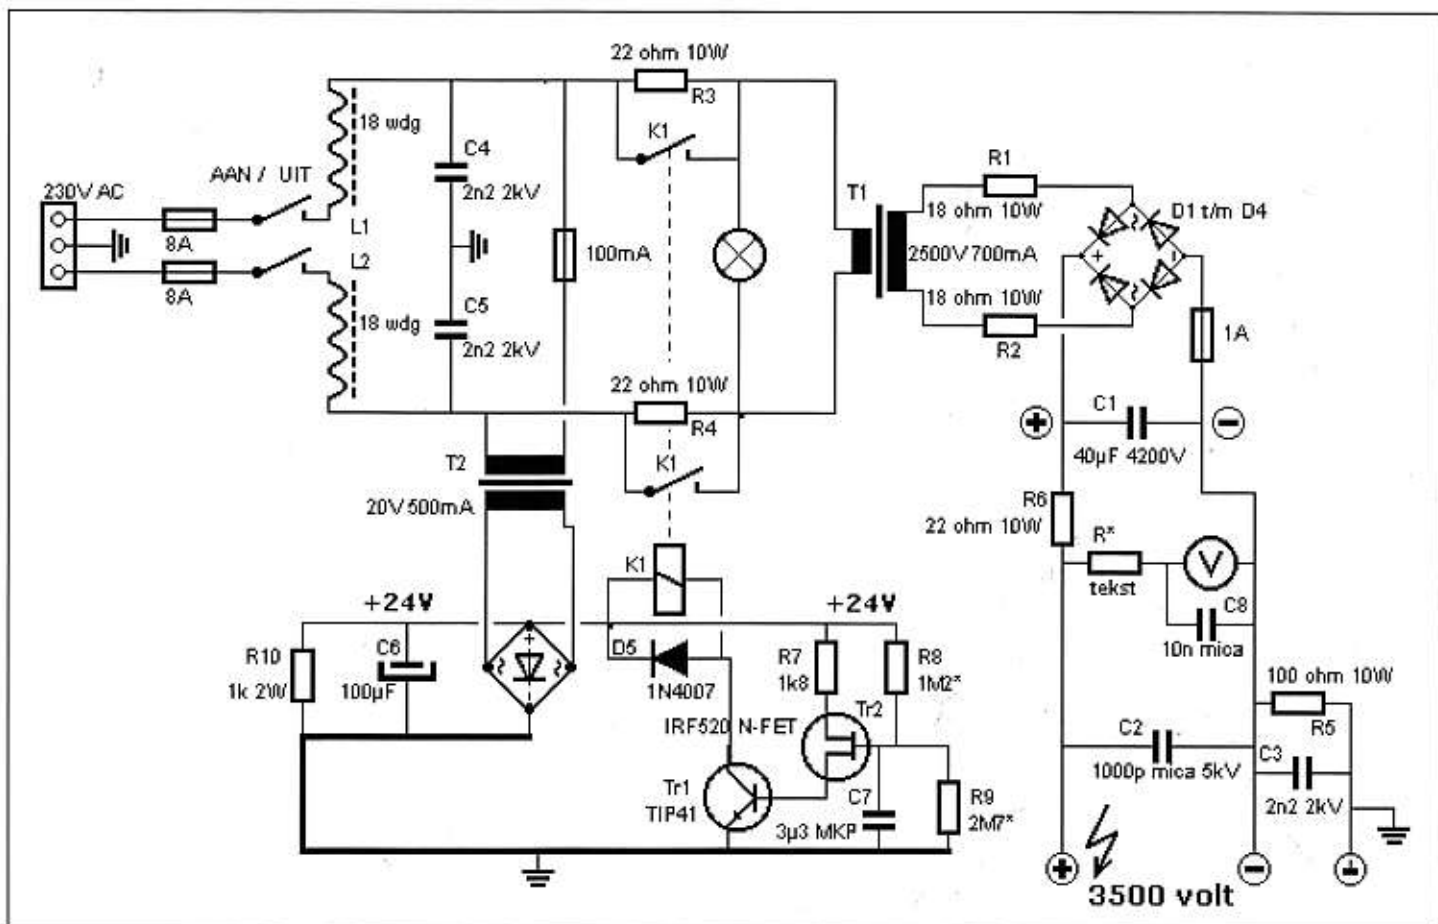 22 ohm 10W
R3
18 wdg
K1
C4
2n2 2kV
AAN / UIT
230V AC
8A
L1
L2
8A
18 wdg
C5
2n2 2kV
100mA
T1
R1
18 ohm 10W
D1 t/m D4
2500V 700mA
18 ohm 10W
R2
~
+
-
~
1A
22 ohm 10W
R4
K1
T2
20V 500mA
C1
+
-
40µF 4200V
R6
22 ohm 10W
R*
tekst
V
C8
10n mica
K1
+24V
+24V
R10
1k 2W
C6
100µF
+
~
~
-
D5
1N4007
R7
1k8
R8
1M2*
IRF520 N-FET
Tr2
Tr1
TIP41
C7
3µ3 MKP
R9
2M7*
100 ohm 10W
R5
C2
1000p mica 5kV
C3
2n2 2kV
+
-
3500 volt